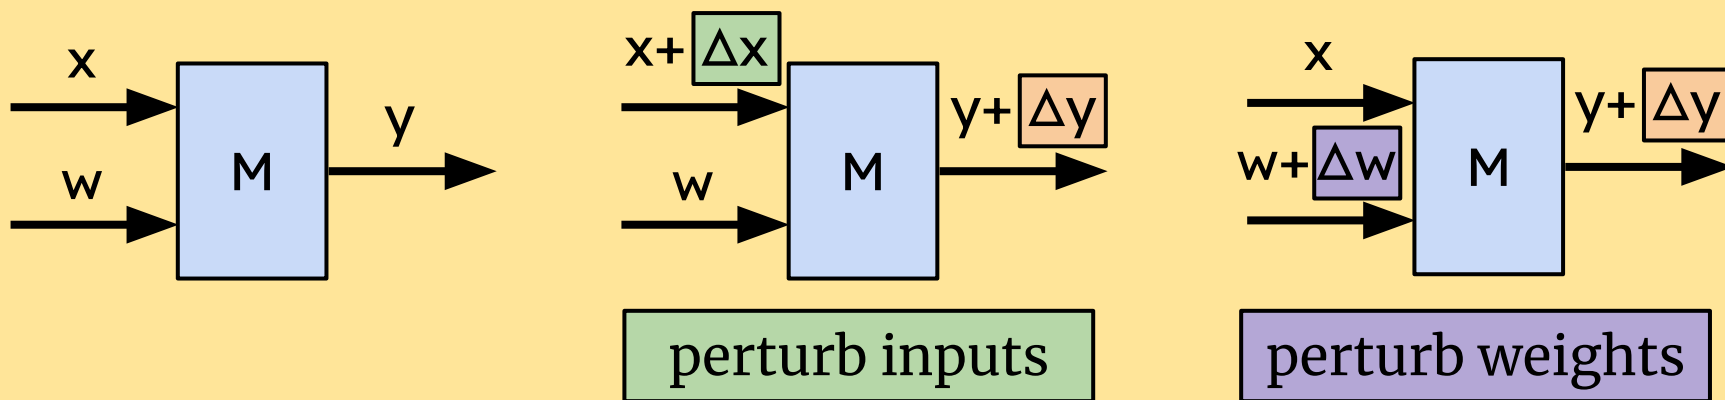 x
w
M
y
x+ Δx
w
M
y+ Δy
perturb inputs
x
w+ Δw
M
y+ Δy
perturb weights